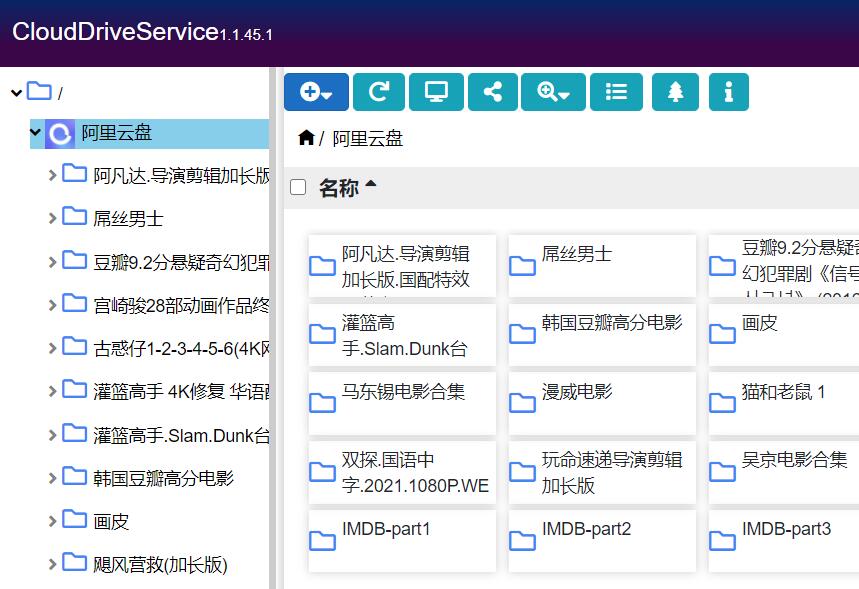 CloudDriveService1.1.45.1
/
阿里云盘
阿凡达.导演剪辑加长版
屌丝男士
豆瓣9.2分悬疑奇幻犯罪
宫崎骏28部动画作品终
古惑仔1-2-3-4-5-6(4K
灌篮高手 4K修复 华语
灌篮高手.Slam.Dunk台
韩国豆瓣高分电影
画皮
飓风营救(加长版)
/ 阿里云盘
名称
阿凡达.导演剪辑
加长版.国配特效
屌丝男士
豆瓣9.2分悬疑奇
幻犯罪剧《信号
灌篮高
手.Slam.Dunk台
韩国豆瓣高分电影
画皮
马东锡电影合集
漫威电影
猫和老鼠 1
双探.国语中
字.2021.1080P.WE
玩命速递导演剪辑
加长版
吴京电影合集
IMDB-part1
IMDB-part2
IMDB-part3